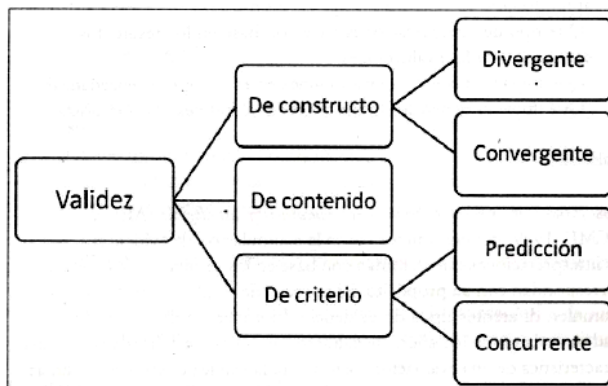 Validez
De constructo
De contenido
De criterio
Divergente
Convergente
Predicción
Concurrente